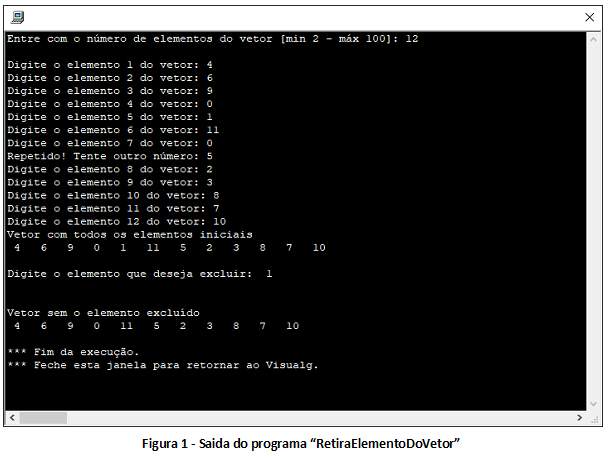 Entre com o número de elementos do vetor [min 2 - máx 100]: 12
Digite o elemento 1 do vetor: 4
Digite o elemento 2 do vetor: 6
Digite o elemento 3 do vetor: 9
Digite o elemento 4 do vetor: 0
Digite o elemento 5 do vetor: 1
Digite o elemento 6 do vetor: 11
Digite o elemento 7 do vetor: 0
Repetido! Tente outro número: 5
Digite o elemento 8 do vetor: 2
Digite o elemento 9 do vetor: 3
Digite o elemento 10 do vetor: 8
Digite o elemento 11 do vetor: 7
Digite o elemento 12 do vetor: 10
Vetor com todos os elementos iniciais
4 6 9 0 1 11 5 2 3 8 7 10
Digite o elemento que deseja excluir: 1
Vetor sem o elemento excluído
4 6 9 0 11 5 2 3 8 7 10
*** Fim da execução.
*** Feche esta janela para retornar ao Visualg.
Figura 1 - Saida do programa “RetiraElementoDoVetor”